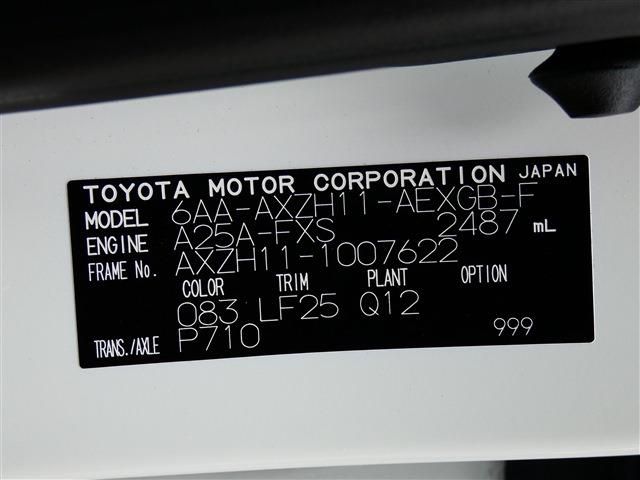 TOYOTA MOTOR CORPORATION JAPAN
MODEL 6AA-AXZH11-AEXGB-F
ENGINE A25A-FXS 2487 mL
FRAME No. AXZH11-1007622
COLOR TRIM PLANT OPTION
083 LF25 Q12
TRANS./AXLE P710 999